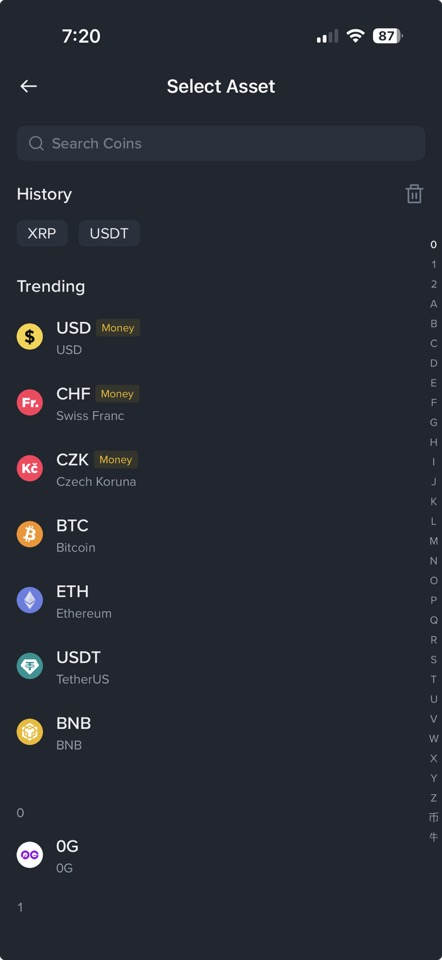 7:20
87
Select Asset
Search Coins
History
XRP USDT
Trending
$
USD Money
USD
Fr.
CHF Money
Swiss Franc
Kč
CZK Money
Czech Koruna
BTC
Bitcoin
ETH
Ethereum
USDT
TetherUS
BNB
BNB
0
0G
0G
1
0
1
2
A
B
C
D
E
F
G
H
I
J
K
L
M
N
O
P
Q
R
S
T
U
V
W
X
Y
Z
币
牛